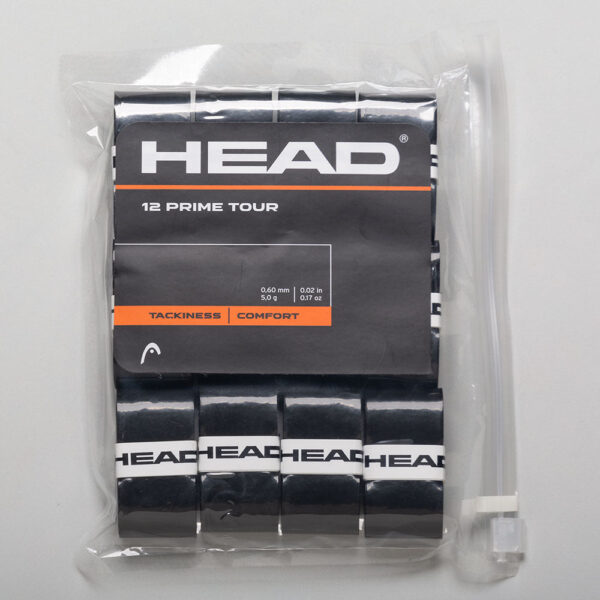 HEAD®
12 PRIME TOUR
0,60 mm | 0.02 in
5,0 g | 0.17 oz
TACKINESS | COMFORT
HEAD HEAD HEAD HEAD